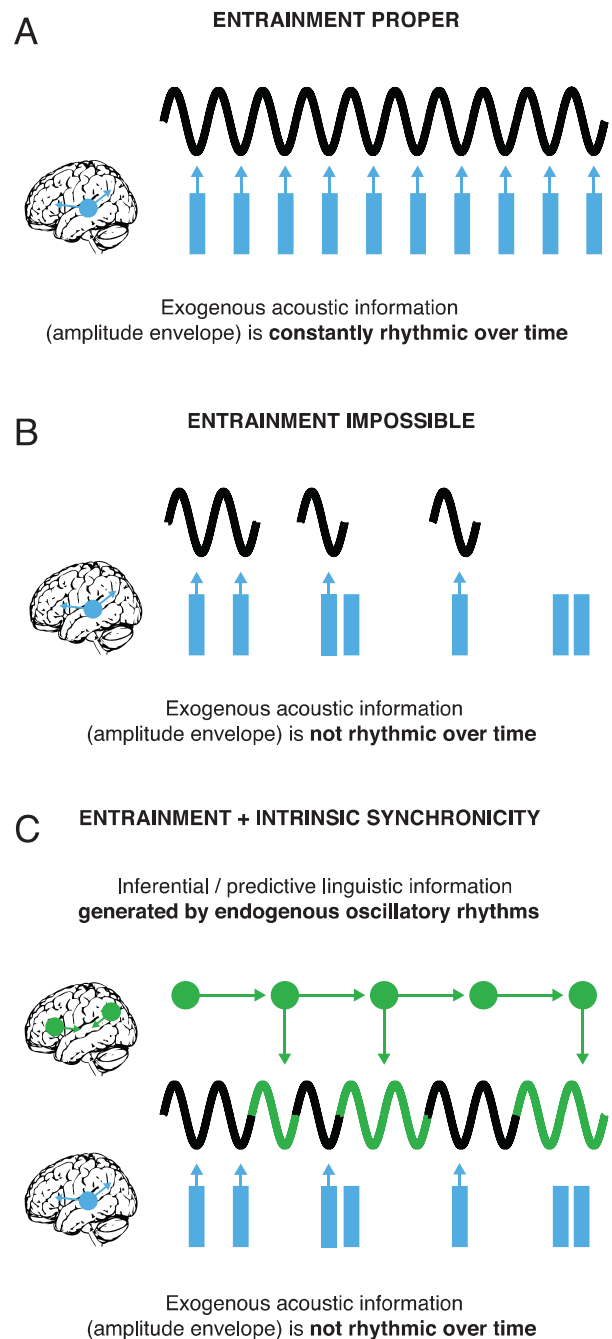 A
ENTRAINMENT PROPER
Exogenous acoustic information
(amplitude envelope) is constantly rhythmic over time
B
ENTRAINMENT IMPOSSIBLE
Exogenous acoustic information
(amplitude envelope) is not rhythmic over time
C
ENTRAINMENT + INTRINSIC SYNCHRONICITY
Inferential / predictive linguistic information
generated by endogenous oscillatory rhythms
Exogenous acoustic information
(amplitude envelope) is not rhythmic over time